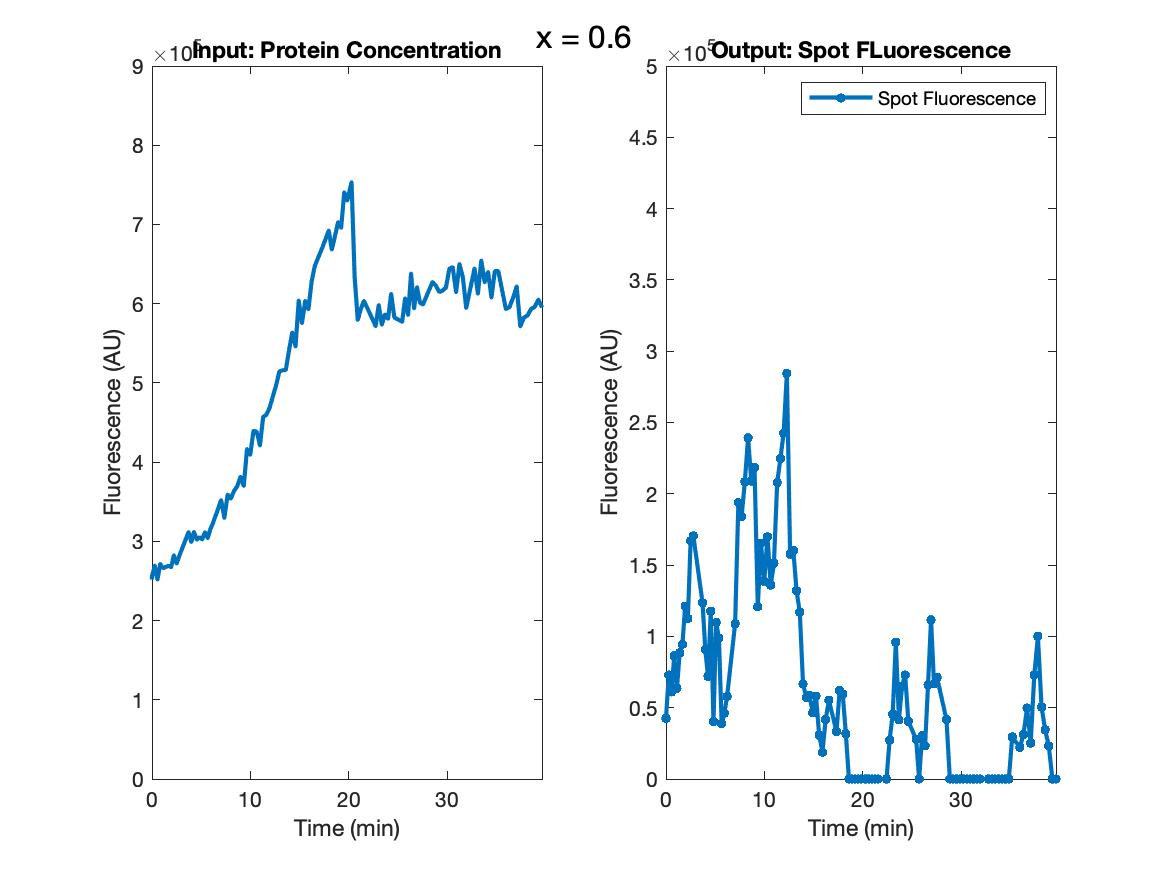 x = 0.6
×10⁵
Input: Protein Concentration
9
8
7
6
5
4
3
2
1
0
0 10 20 30
Fluorescence (AU)
Time (min)
×10⁵
Output: Spot FLuorescence
Spot Fluorescence
5
4.5
4
3.5
3
2.5
2
1.5
1
0.5
0
0 10 20 30
Fluorescence (AU)
Time (min)